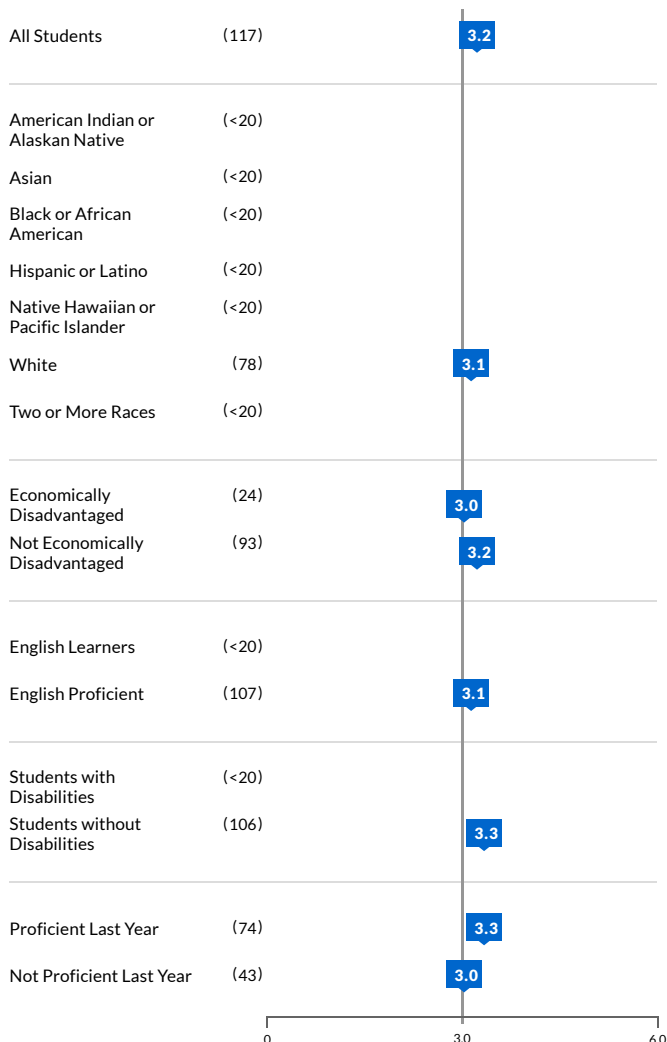 All Students (117) 3.2
American Indian or (<20)
Alaskan Native
Asian (<20)
Black or African (<20)
American
Hispanic or Latino (<20)
Native Hawaiian or (<20)
Pacific Islander
White (78) 3.1
Two or More Races (<20)
Economically (24) 3.0
Disadvantaged
Not Economically (93) 3.2
Disadvantaged
English Learners (<20)
English Proficient (107) 3.1
Students with (<20)
Disabilities
Students without (106) 3.3
Disabilities
Proficient Last Year (74) 3.3
Not Proficient Last Year (43) 3.0
0 3.0 6.0